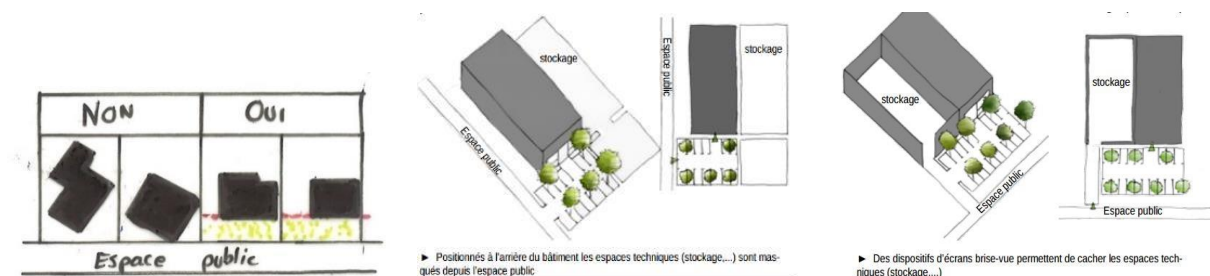 NON
OUI
Espace public
stockage
Espace public
Espace public
stockage
► Positionnés à l'arrière du bâtiment les espaces techniques (stockage,...) sont mas-
qués depuis l'espace public
stockage
Espace public
stockage
Espace public
► Des dispositifs d'écrans brise-vue permettent de cacher les espaces tech-
niques (stockage,...)